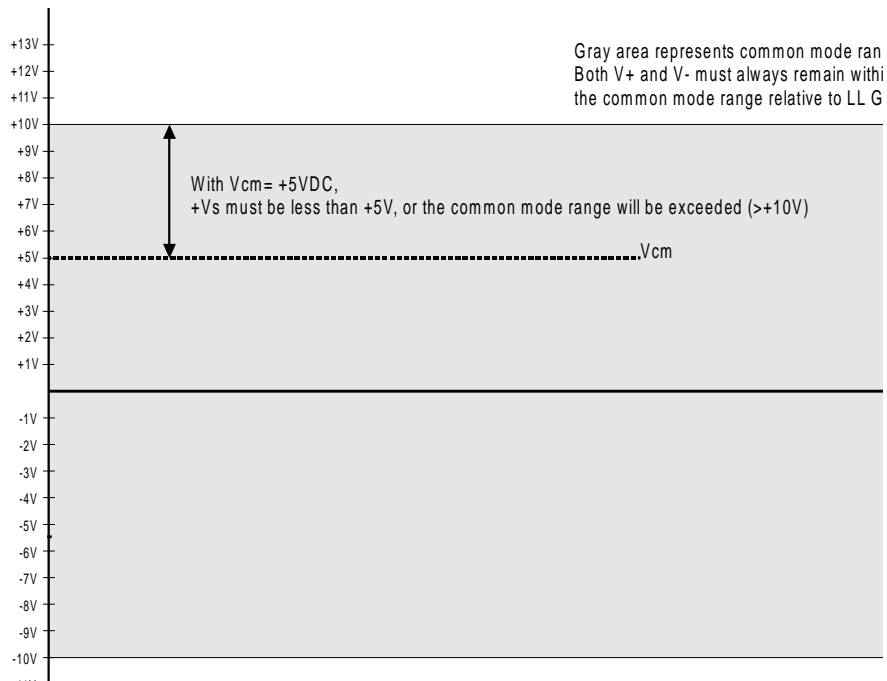 +13V
+12V
+11V
+10V
+9V
+8V
+7V
+6V
+5V
+4V
+3V
+2V
+1V
-1V
-2V
-3V
-4V
-5V
-6V
-7V
-8V
-9V
-10V
Gray area represents common mode ran
Both V+ and V- must always remain withi
the common mode range relative to LL G
With Vcm= +5VDC,
+Vs must be less than +5V, or the common mode range will be exceeded (>+10V)
Vcm